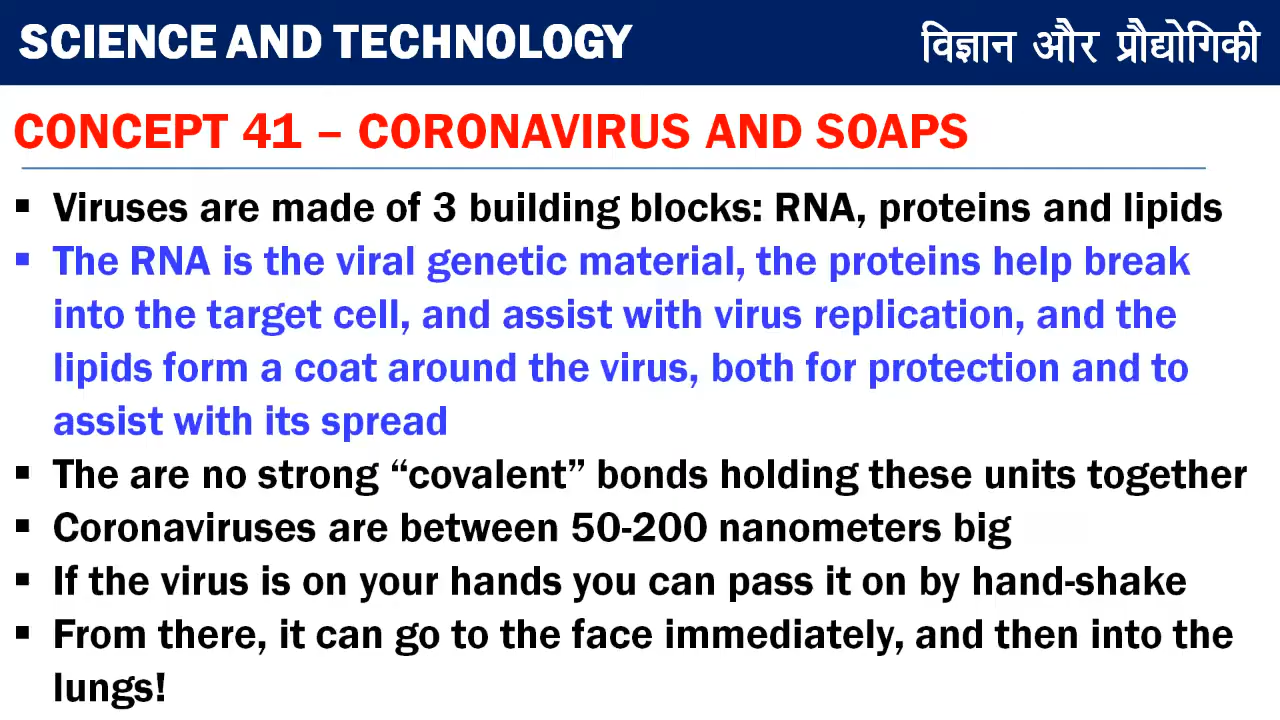 SCIENCE AND TECHNOLOGY
विज्ञान और प्रौद्योगिकी
CONCEPT 41 – CORONAVIRUS AND SOAPS
▪ Viruses are made of 3 building blocks: RNA, proteins and lipids
▪ The RNA is the viral genetic material, the proteins help break
into the target cell, and assist with virus replication, and the
lipids form a coat around the virus, both for protection and to
assist with its spread
▪ The are no strong “covalent” bonds holding these units together
▪ Coronaviruses are between 50-200 nanometers big
▪ If the virus is on your hands you can pass it on by hand-shake
▪ From there, it can go to the face immediately, and then into the
lungs!